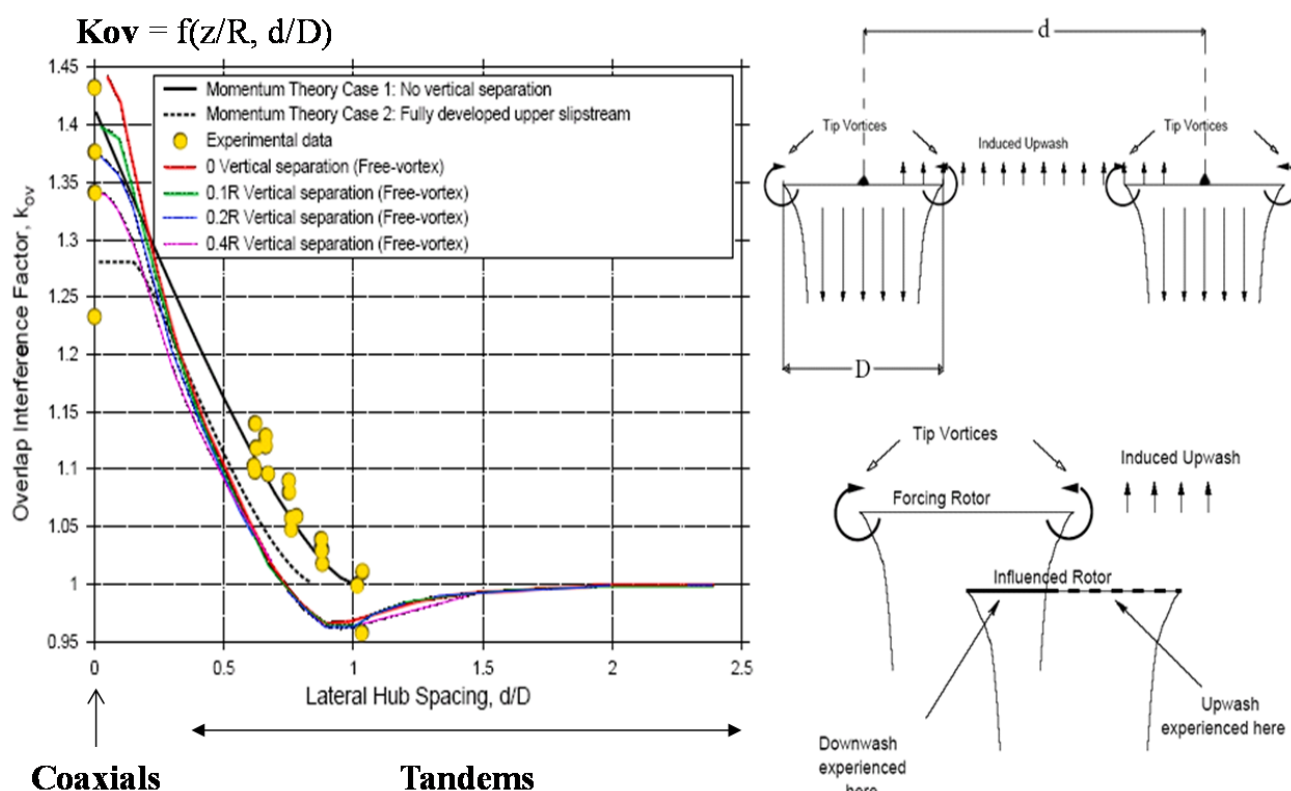 Kov = f(z/R, d/D)
1.45
1.4
1.35
1.3
1.25
1.2
1.15
1.1
1.05
1
0.95
Overlap Interference Factor, kov
Momentum Theory Case 1: No vertical separation
Momentum Theory Case 2: Fully developed upper slipstream
Experimental data
0 Vertical separation (Free-vortex)
0.1R Vertical separation (Free-vortex)
0.2R Vertical separation (Free-vortex)
0.4R Vertical separation (Free-vortex)
0 0.5 1 1.5 2 2.5
Lateral Hub Spacing, d/D
Coaxials Tandems
d
Tip Vortices
Induced Upwash
Tip Vortices
D
Tip Vortices
Induced Upwash
Forcing Rotor
Influenced Rotor
Upwash
experienced here
Downwash
experienced
here